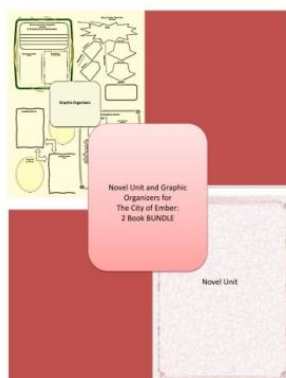 Graphic Organizers
Novel Unit and Graphic
Organizers for
The City of Ember:
2 Book BUNDLE
Novel Unit